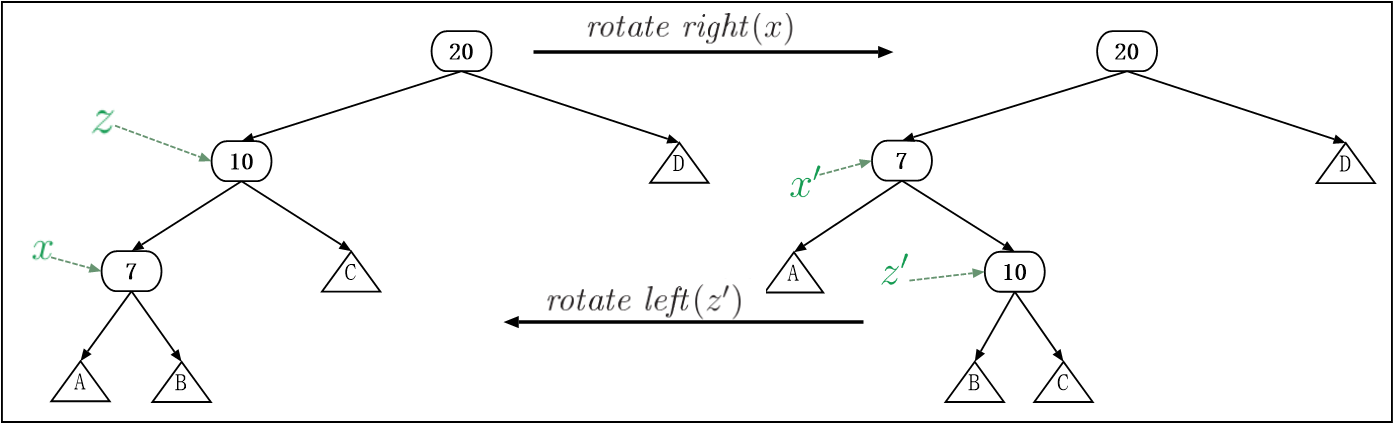 rotate right(x)
20
20
z
10
D
x′
7
D
x
7
C
A
z′
10
rotate left(z′)
A
B
B
C